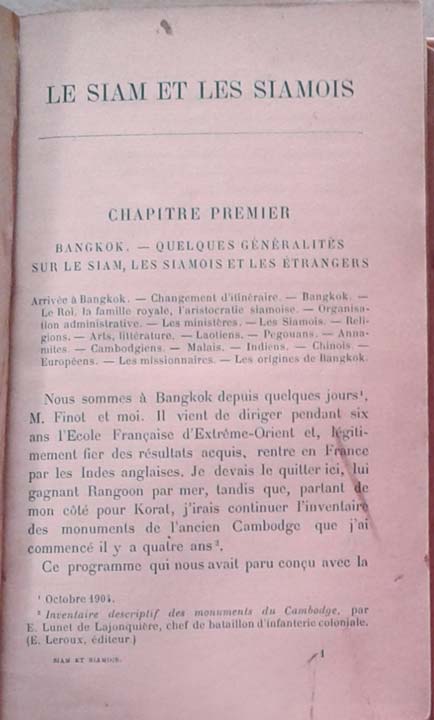 LE SIAM ET LES SIAMOIS
CHAPITRE PREMIER
BANGKOK. — QUELQUES GÉNÉRALITÉS
SUR LE SIAM, LES SIAMOIS ET LES ÉTRANGERS
Arrivée à Bangkok. — Changement d'itinéraire. — Bangkok. —
Le Roi, la famille royale, l'aristocratie siamoise. — Organisa-
tion administrative. — Les ministères. — Les Siamois. — Reli-
gions. — Arts, littérature. — Laotiens. — Pegouans. — Anna-
mites. — Cambodgiens. — Malais. — Indiens. — Chinois. —
Européens. — Les missionnaires. — Les origines de Bangkok.
Nous sommes à Bangkok depuis quelques jours¹,
M. Finot et moi. Il vient de diriger pendant six
ans l'Ecole Française d'Extrême-Orient et, légiti-
mement fier des résultats acquis, rentre en France
par les Indes anglaises. Je devais le quitter ici, lui
gagnant Rangoon par mer, tandis que, partant de
mon côté pour Korat, j'irais continuer l'inventaire
des monuments de l'ancien Cambodge que j'ai
commencé il y a quatre ans².
Ce programme qui nous avait paru conçu avec la
¹ Octobre 1904.
² Inventaire descriptif des monuments du Cambodge, par
E. Lunet de Lajonquière, chef de bataillon d'infanterie coloniale.
(E. Leroux, éditeur.)
SIAM ET SIAMOIS. 1